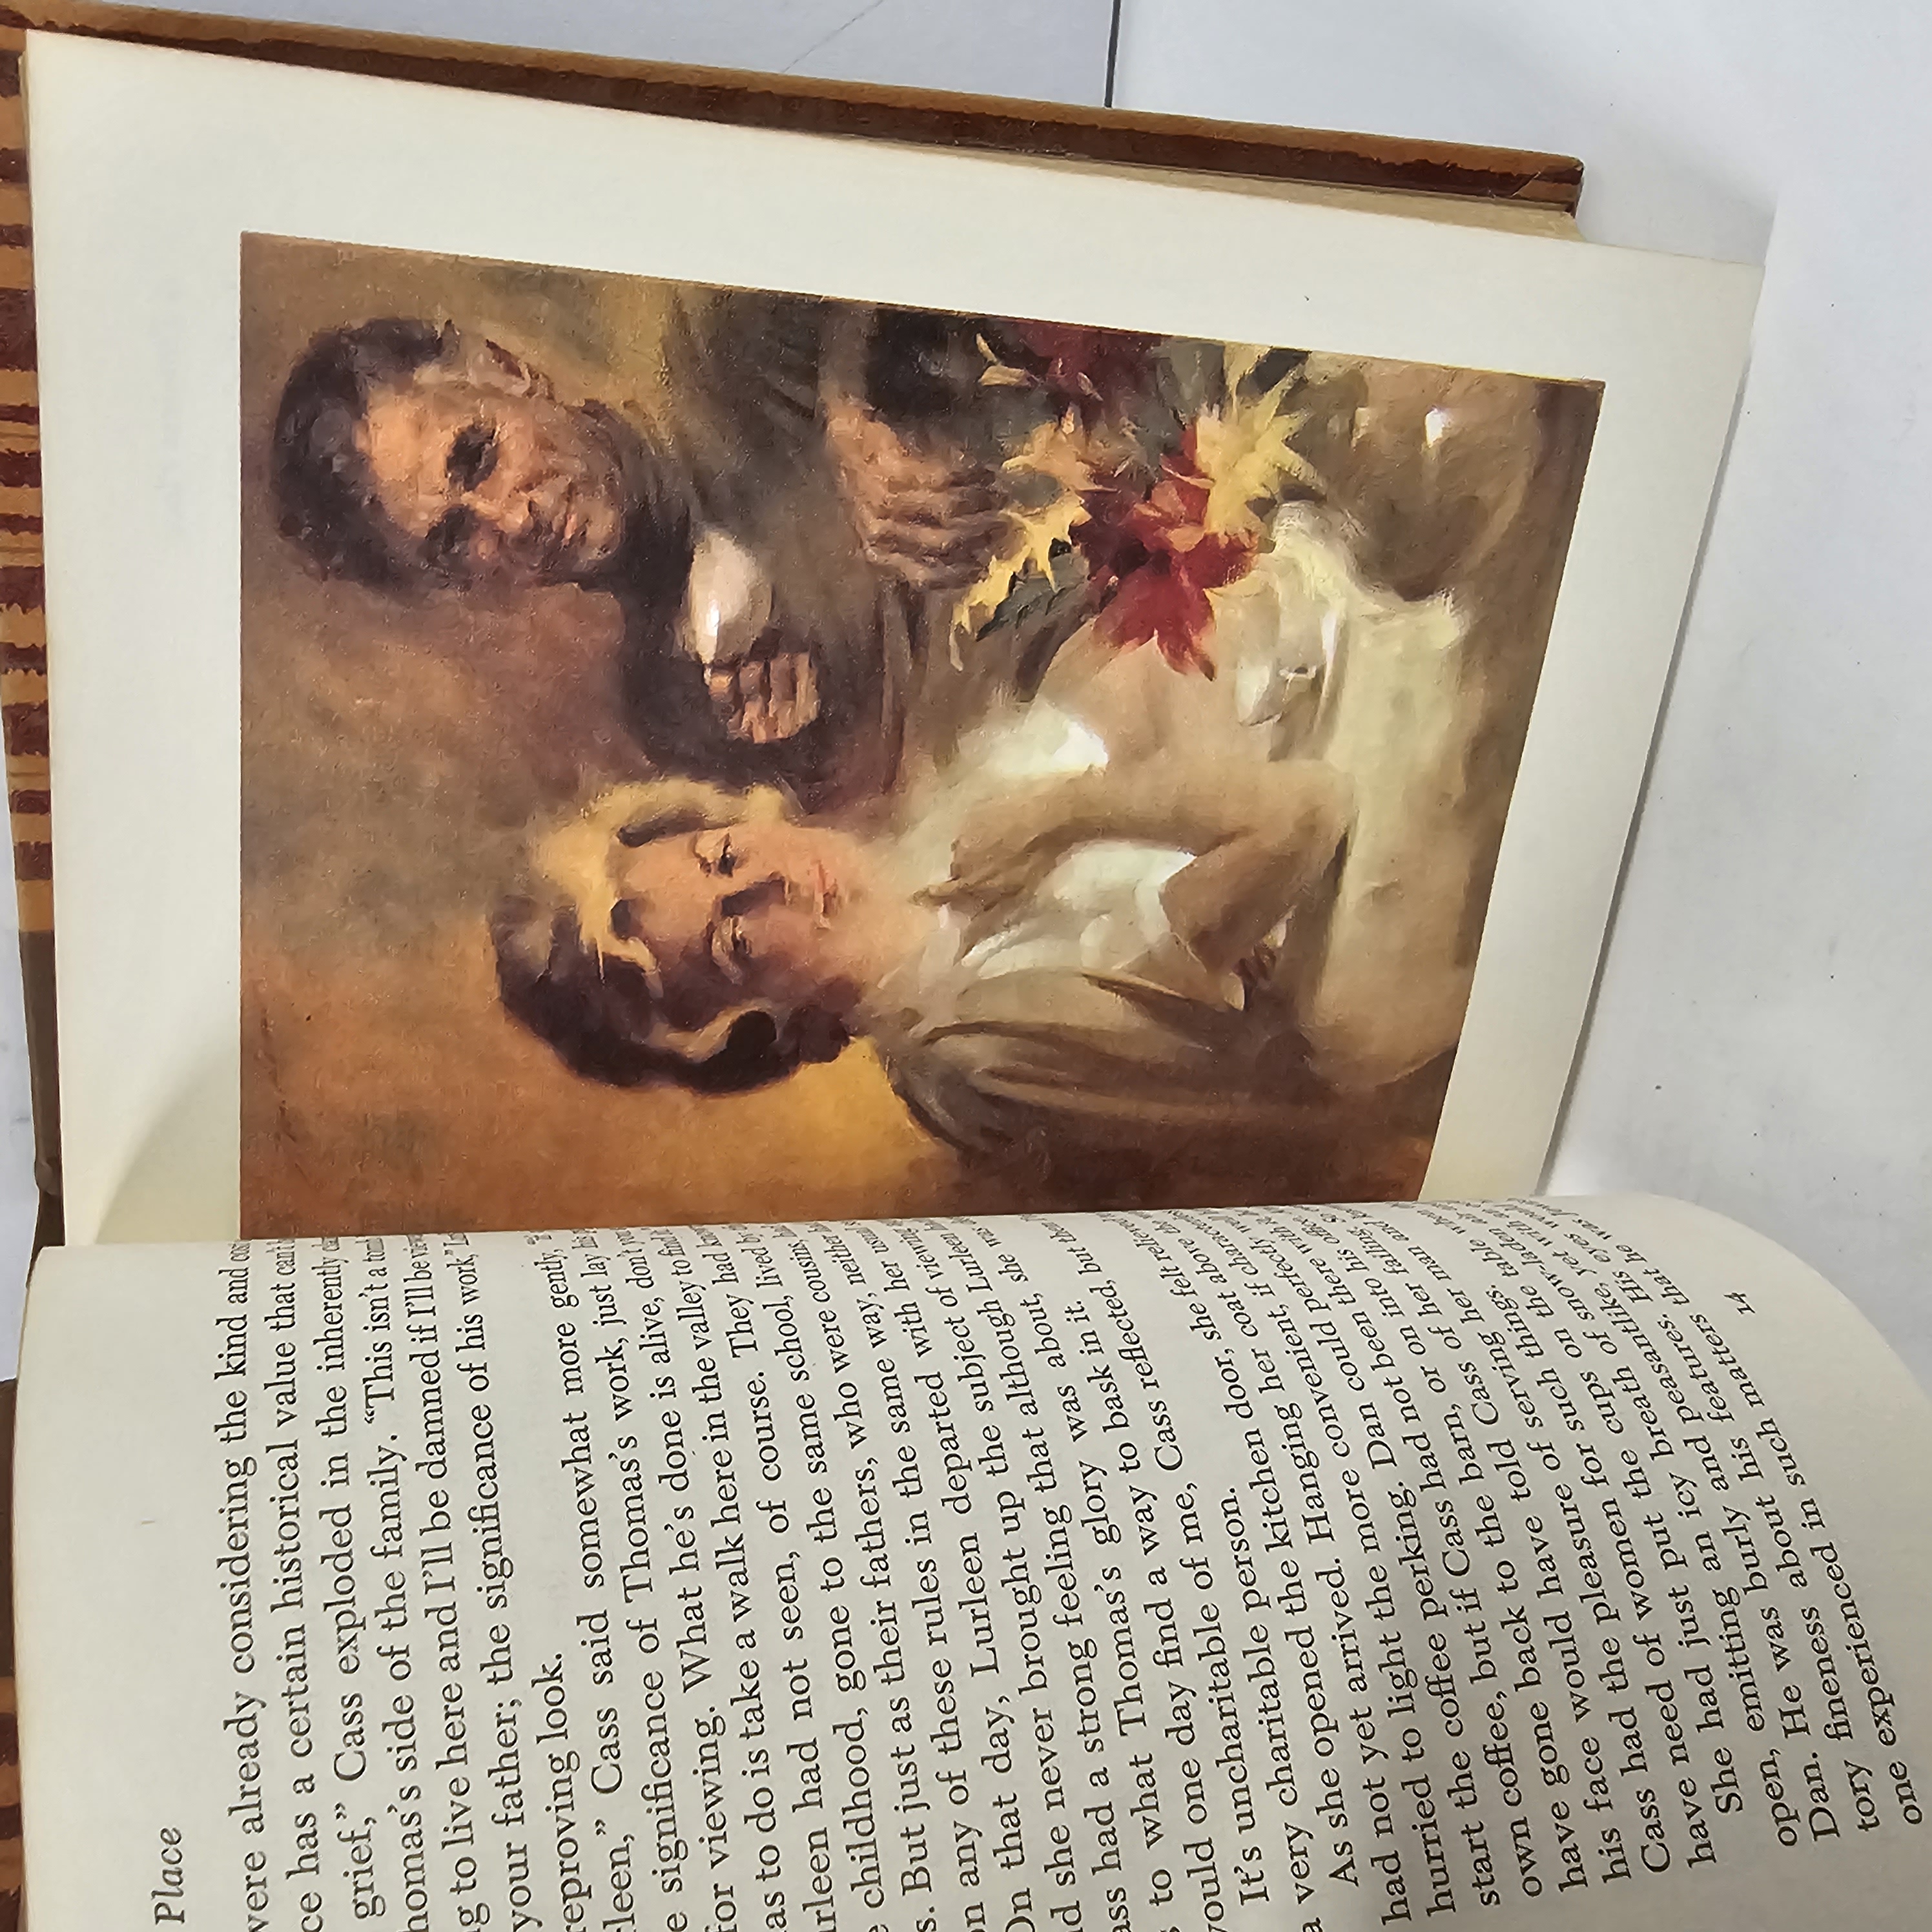 Place
were already considering the kind and
ce has a certain historical value that can't
grief,” Cass exploded in the inherently
homas's side of the family. “This isn't a
g to live here and I'll be damned if I'll be
your father; the significance of his work,”
reproving look.
rleen,” Cass said somewhat more gently,
e significance of Thomas's work, just lay his
for viewing. What he's done is alive, don't you
as to do is take a walk here in the valley to find
urleen had not seen, of course. They had
e childhood, gone to the same school, lived by
s. But just as their fathers, who were cousins,
on any of these rules in the same way, neither
On that day, Lurleen departed with her usual
d she never brought up the subject of viewing
ass had a strong feeling that although Lurleen
s to what Thomas's glory was about, she was
would one day find a way to bask in it.
It's uncharitable of me, Cass reflected, but then
a very charitable person.
As she opened the kitchen door, she felt relieved
had not yet arrived. Hanging her coat above the
hurried to light the more convenient, if characterless
start the coffee perking. Dan could perfectly well
own coffee, but if Cass had not been there with
have gone back to the barn, or on into his office.
his face would have told Cass of her failing. So
Cass had the pleasure of serving her man and
have need of women for such things.
She had just put the cups on the table when
open, emitting an icy breath of snow-laden air
Dan. He was burly and peasantlike, yet with an
tory fineness about his features. His eyes would
one experienced in such matters that he was
14